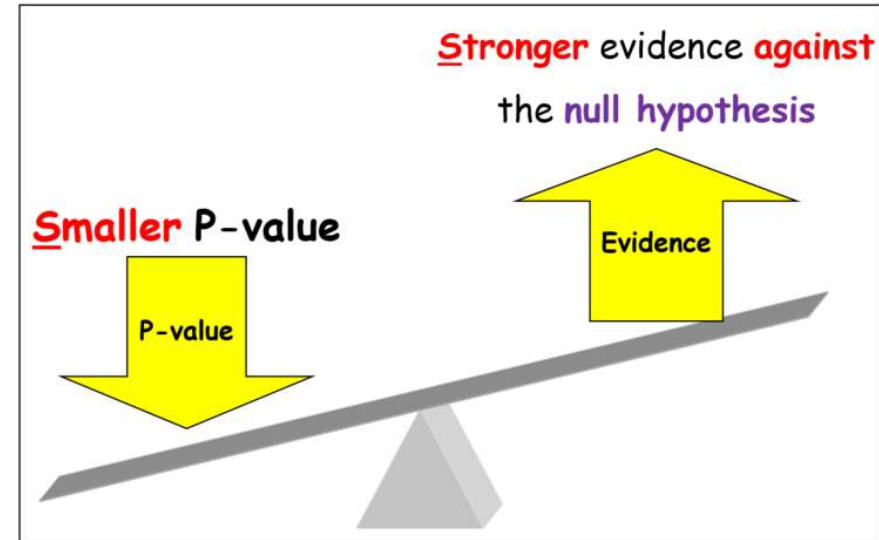 Stronger evidence against
the null hypothesis
Smaller P-value
Evidence
P-value